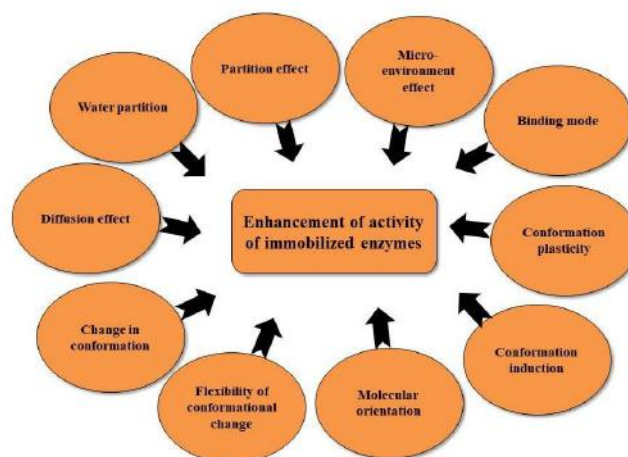 Partition effect
Micro-
environment
effect
Water partition
Binding mode
Diffusion effect
Enhancement of activity
of immobilized enzymes
Conformation
plasticity
Change in
conformation
Conformation
induction
Flexibility of
conformational
change
Molecular
orientation